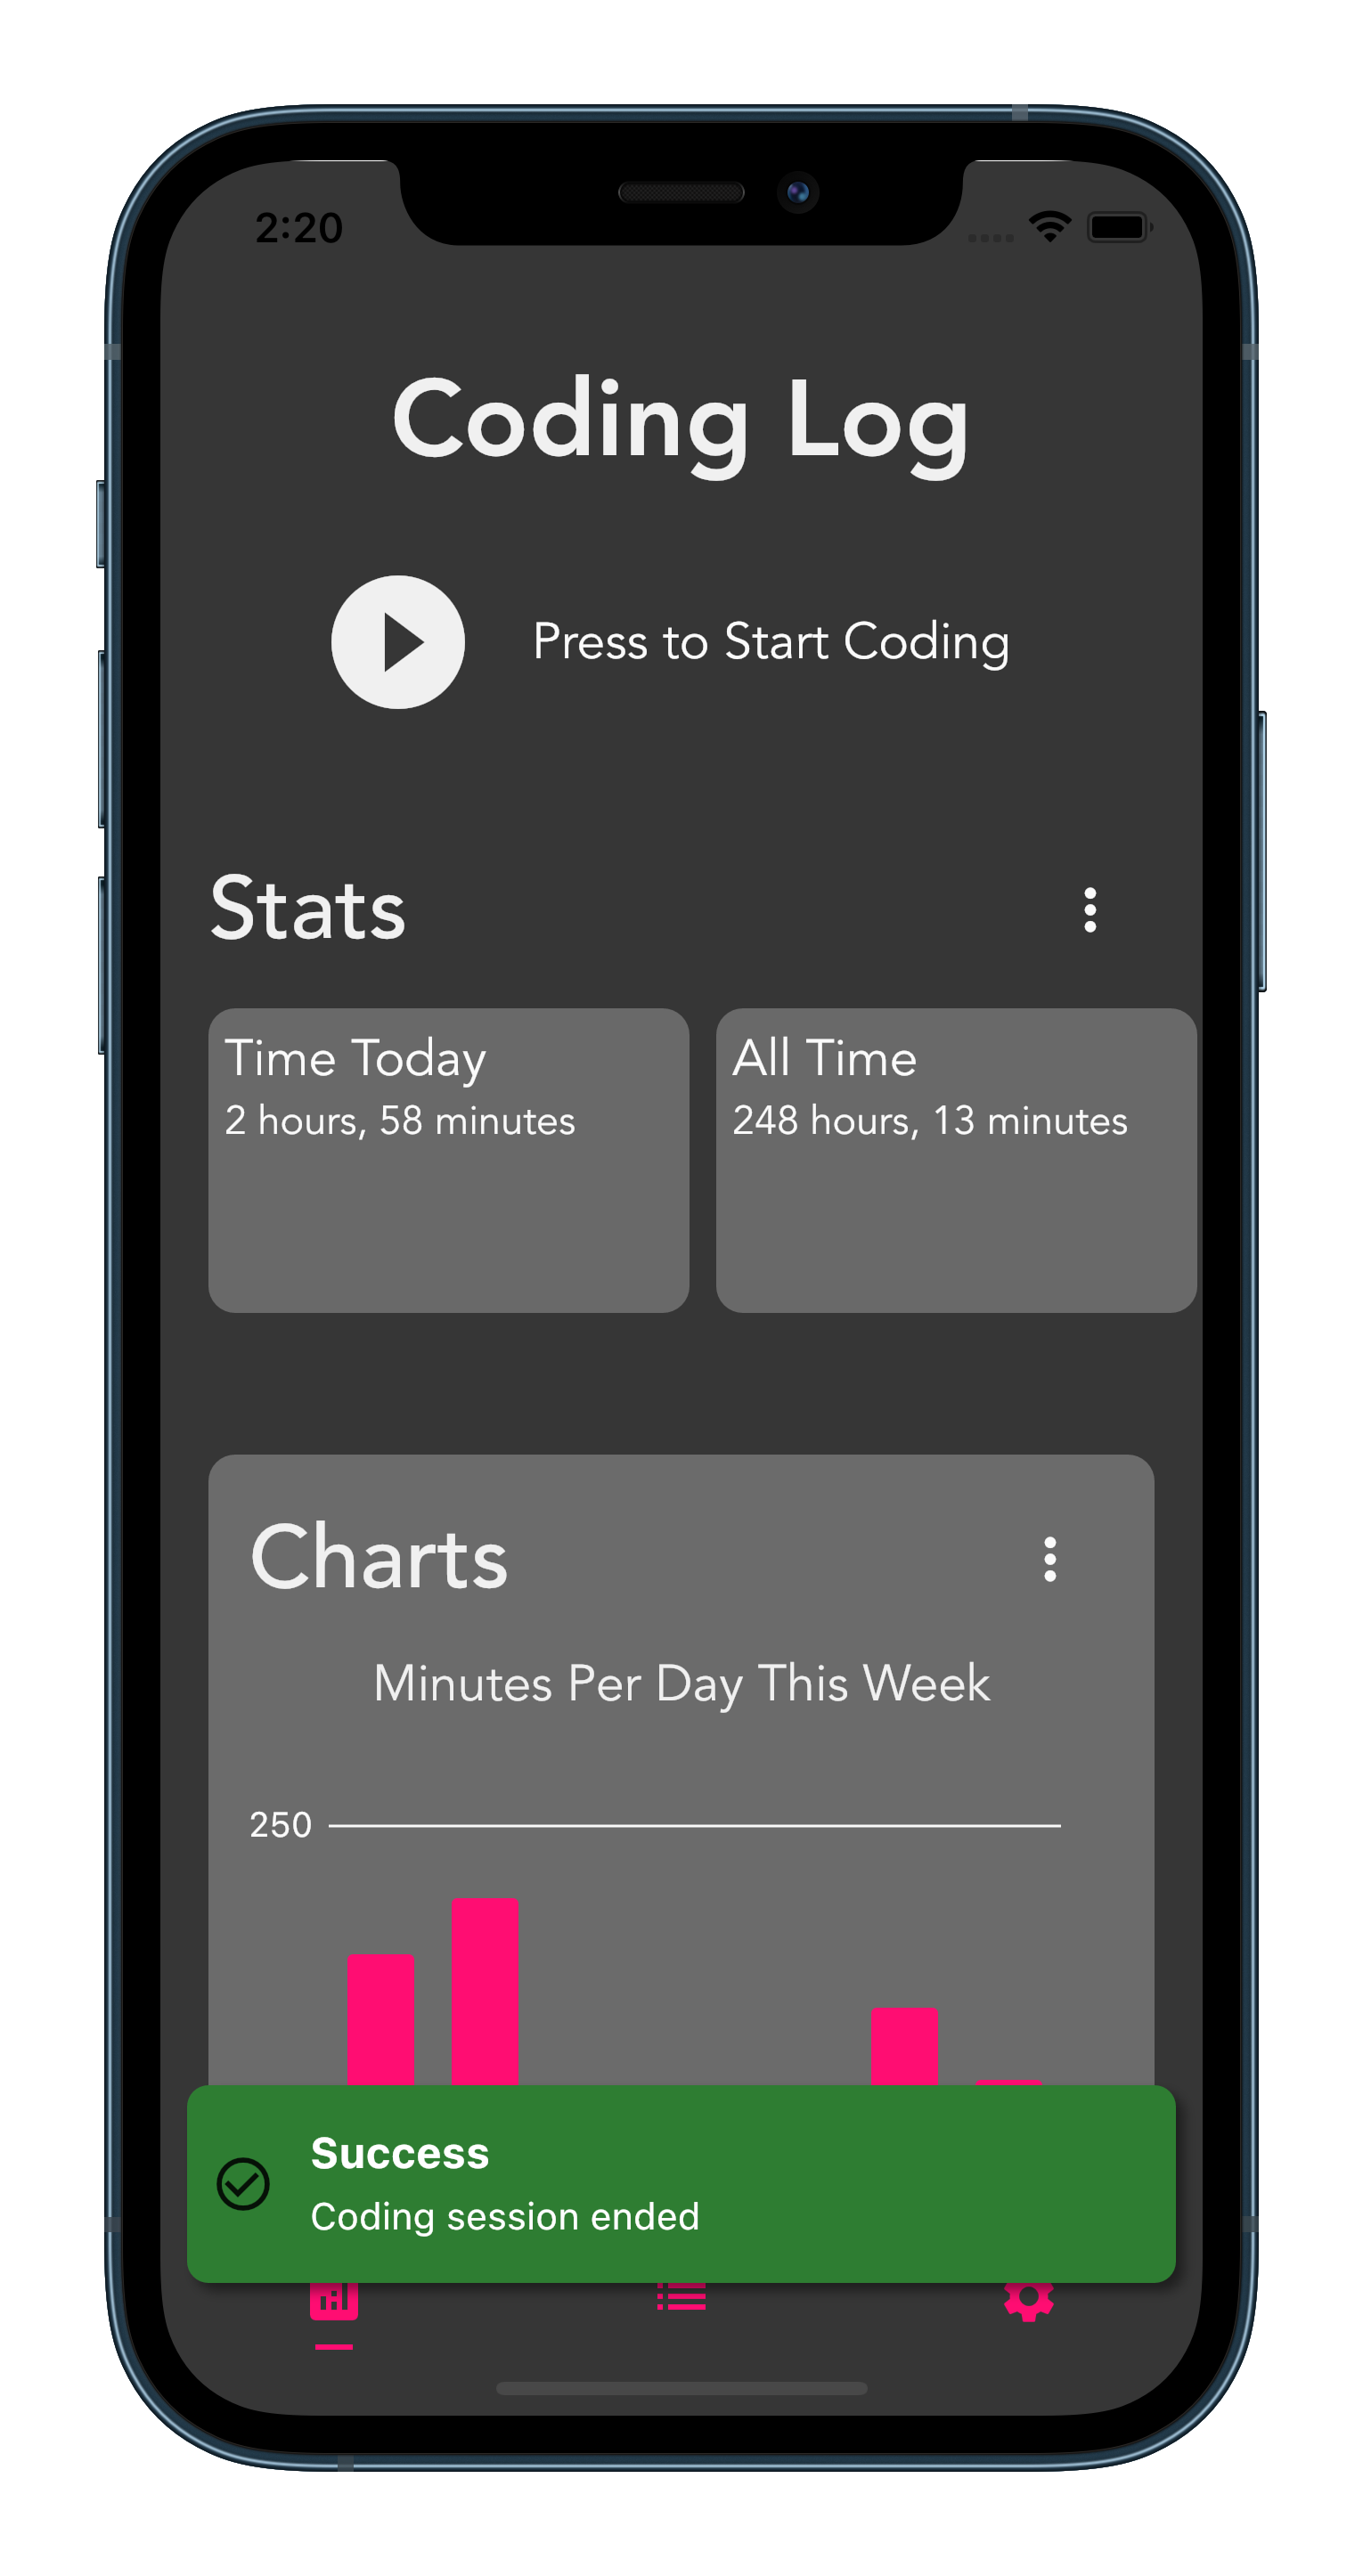 2:20
Coding Log
Press to Start Coding
Stats
Time Today
2 hours, 58 minutes
All Time
248 hours, 13 minutes
Charts
Minutes Per Day This Week
250
Success
Coding session ended